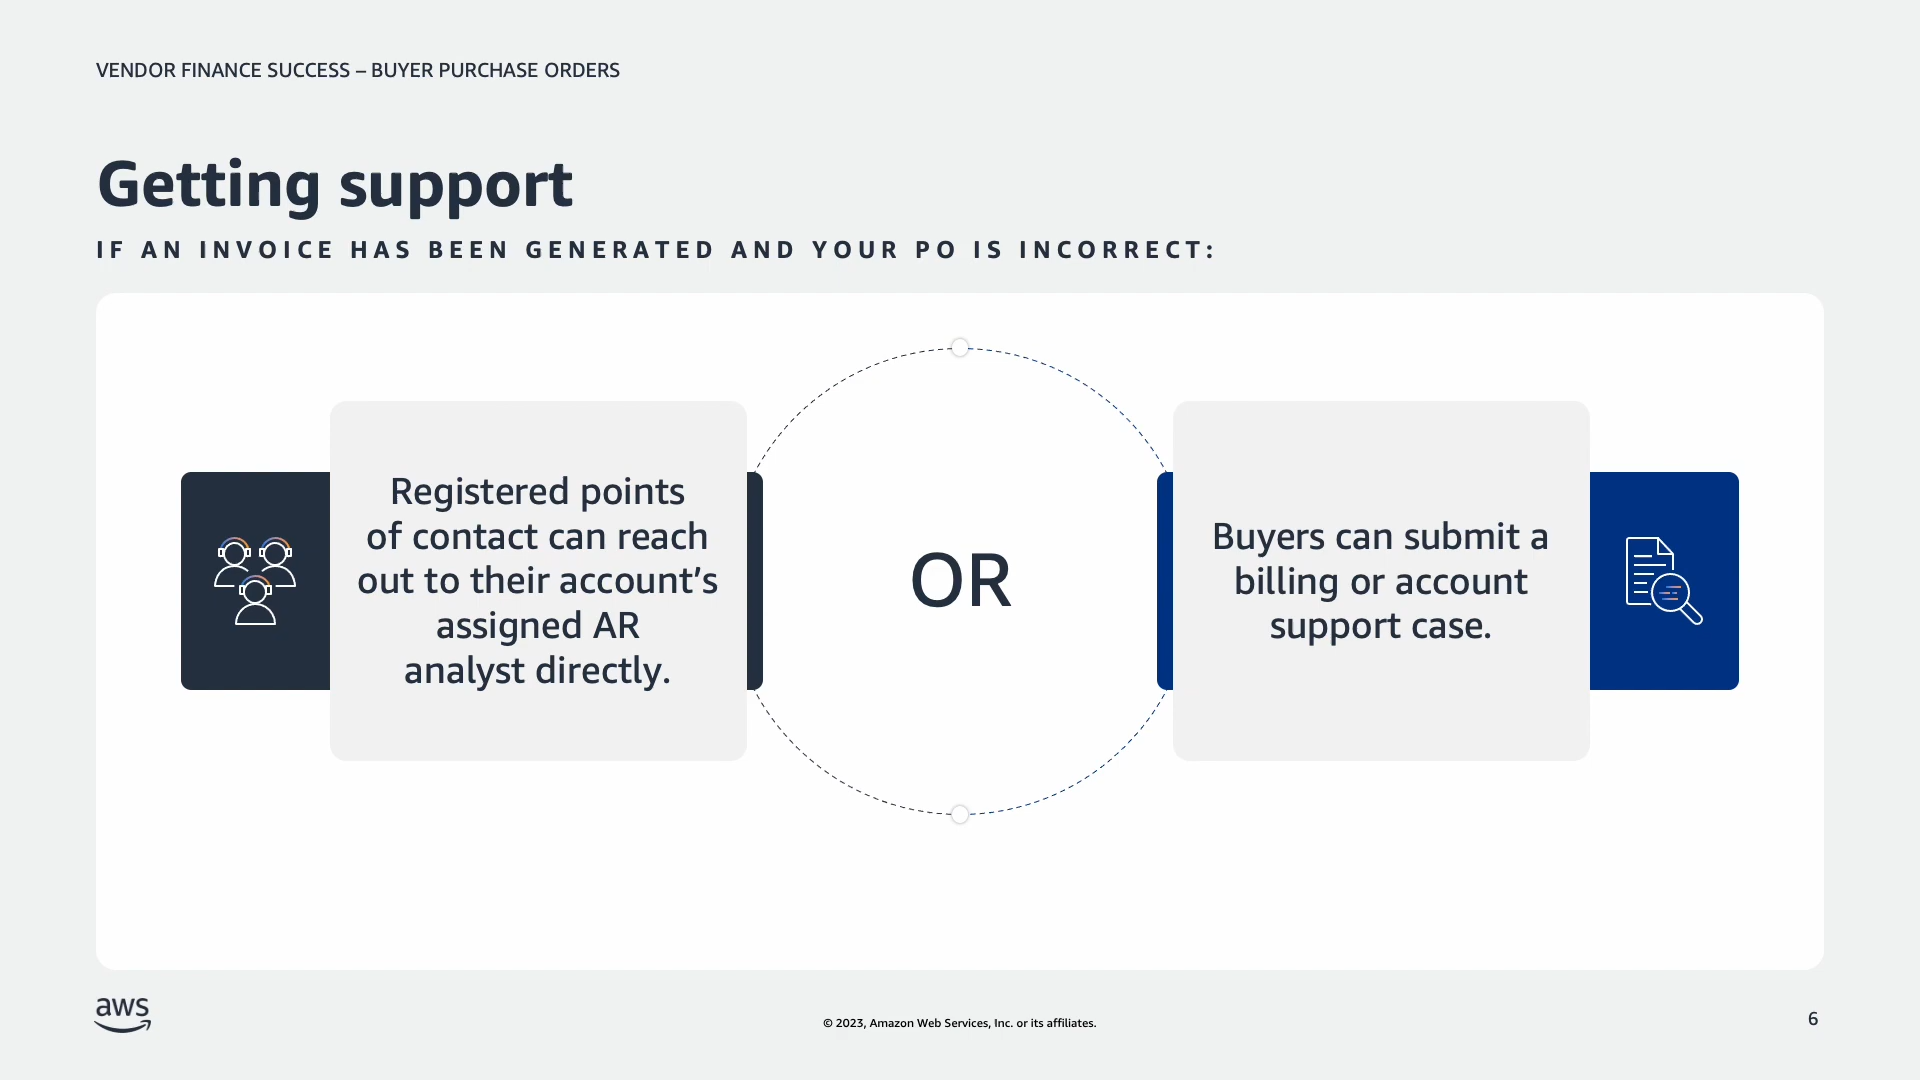 VENDOR FINANCE SUCCESS – BUYER PURCHASE ORDERS
Getting support
IF AN INVOICE HAS BEEN GENERATED AND YOUR PO IS INCORRECT:
Registered points
of contact can reach
out to their account’s
assigned AR
analyst directly.
OR
Buyers can submit a
billing or account
support case.
aws
© 2023, Amazon Web Services, Inc. or its affiliates.
6